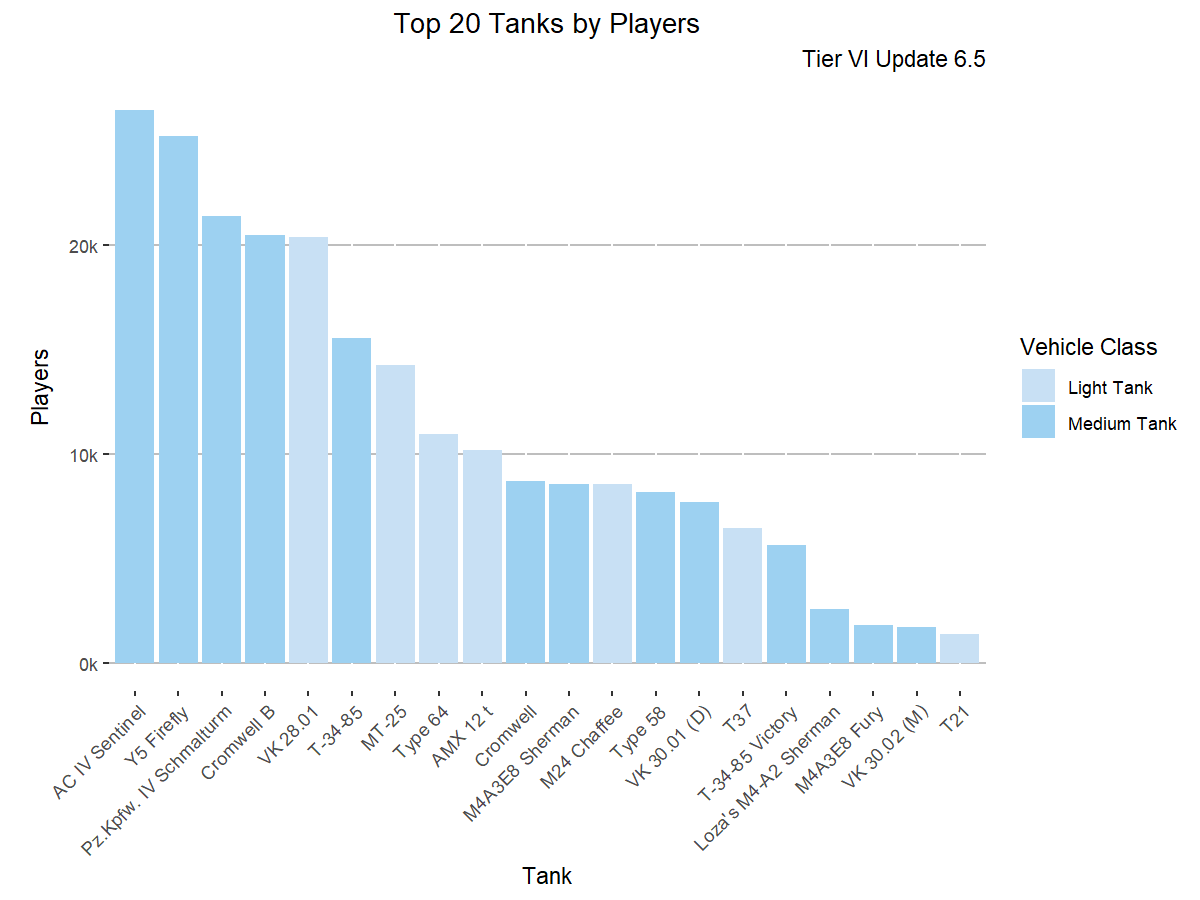 Top 20 Tanks by Players
Tier VI Update 6.5
Players
20k
10k
0k
AC IV Sentinel
Y5 Firefly
Pz.Kpfw. IV Schmalturm
Cromwell B
VK 28.01
T-34-85
MT-25
Type 64
AMX 12 t
Cromwell
M4A3E8 Sherman
M24 Chaffee
Type 58
VK 30.01 (D)
T37
T-34-85 Victory
Loza's M4-A2 Sherman
M4A3E8 Fury
VK 30.02 (M)
T21
Tank
Vehicle Class
Light Tank
Medium Tank